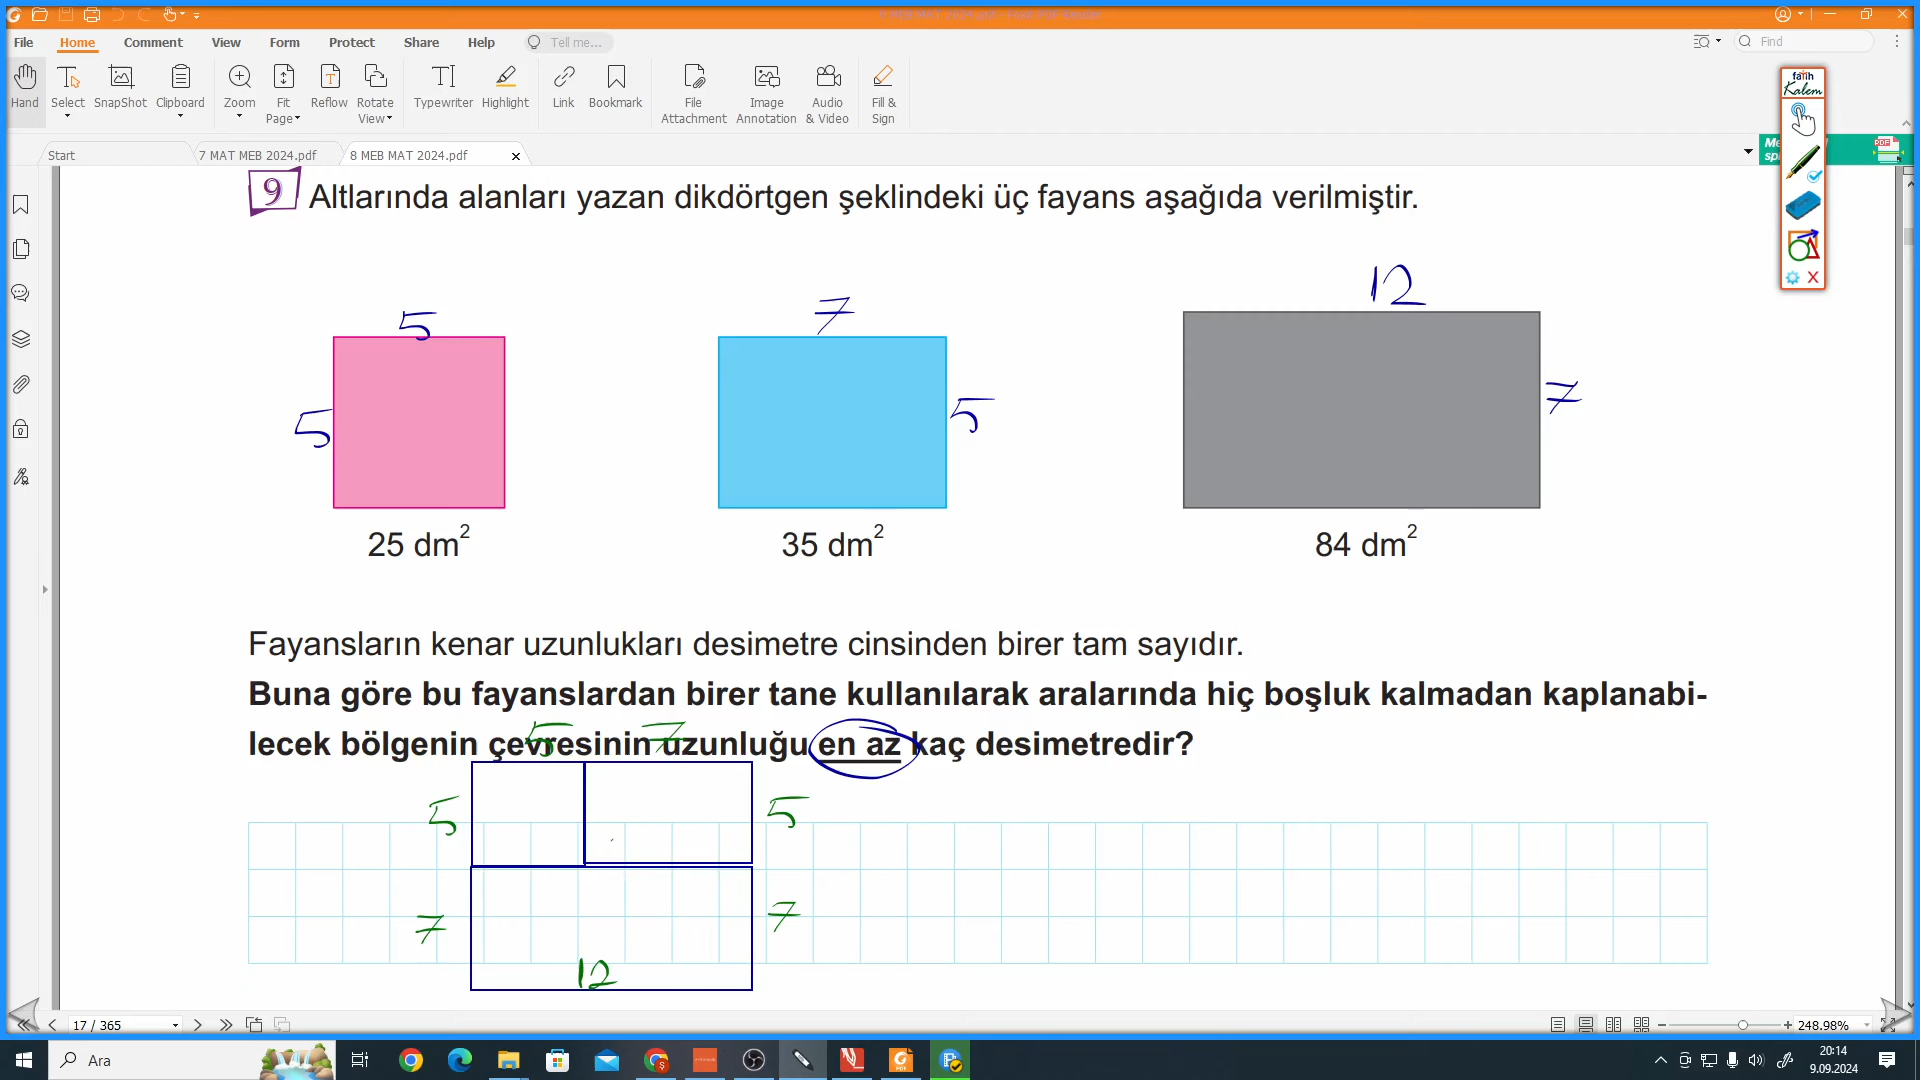 File Home Comment View Form Protect Share Help Tell me... Find
Hand Select SnapShot Clipboard Zoom Fit Page Reflow Rotate View Typewriter Highlight Link Bookmark File Attachment Image Annotation Audio & Video Fill & Sign
fatih
Kalem
Start 7 MAT MEB 2024.pdf 8 MEB MAT 2024.pdf
9 Altlarında alanları yazan dikdörtgen şeklindeki üç fayans aşağıda verilmiştir.
5 7 12
5 5 7
25 dm² 35 dm² 84 dm²
Fayansların kenar uzunlukları desimetre cinsinden birer tam sayıdır.
Buna göre bu fayanslardan birer tane kullanılarak aralarında hiç boşluk kalmadan kaplanabi-
lecek bölgenin çevresinin uzunluğu en az kaç desimetredir?
5 7
5 5
7 7
12
17 / 365 248.98%
Ara 20:14
9.09.2024